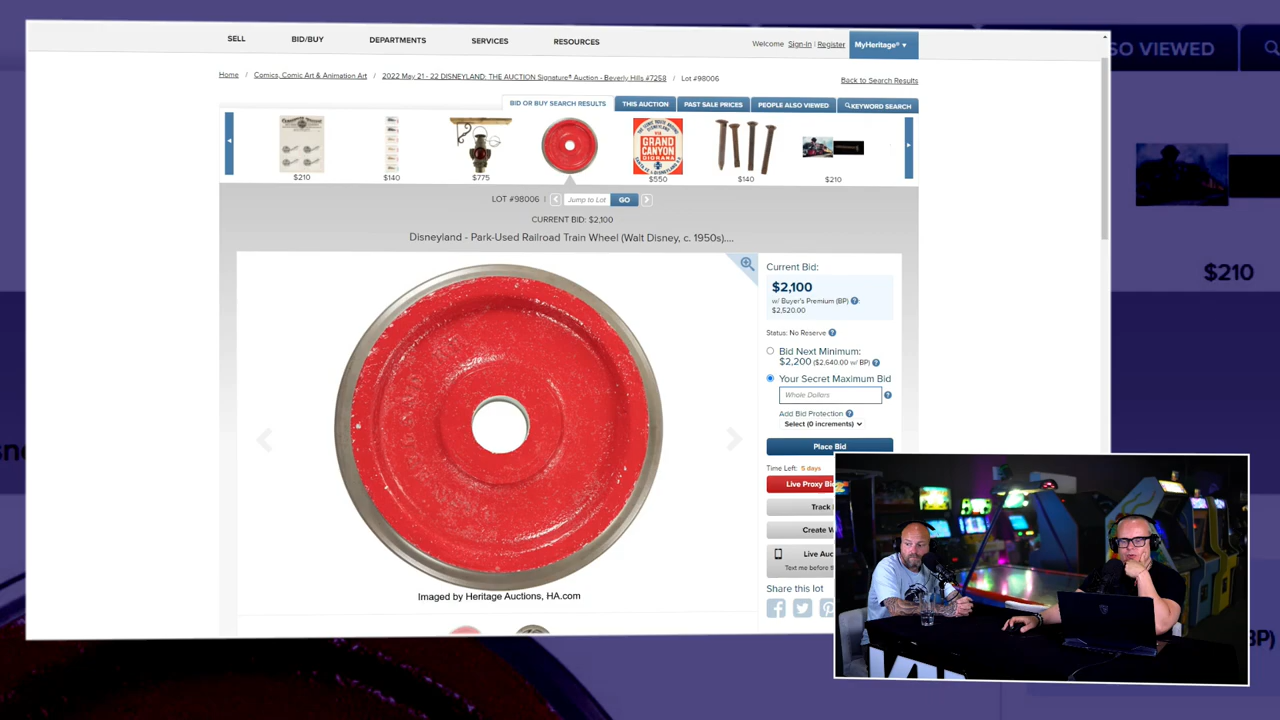 SELL BID/BUY DEPARTMENTS SERVICES RESOURCES Welcome Sign-In | Register MyHeritage® ▾
Home / Comics, Comic Art & Animation Art / 2022 May 21 - 22 DISNEYLAND: THE AUCTION Signature® Auction - Beverly Hills #7258 / Lot #98006 Back to Search Results
BID OR BUY SEARCH RESULTS THIS AUCTION PAST SALE PRICES PEOPLE ALSO VIEWED KEYWORD SEARCH
GRAND
CANYON
DIORAMA
$210 $140 $775 $550 $140 $210
LOT #98006 Jump to Lot GO
CURRENT BID: $2,100
Disneyland - Park-Used Railroad Train Wheel (Walt Disney, c. 1950s)....
Current Bid:
$2,100
w/ Buyer's Premium (BP) ?:
$2,520.00
Status: No Reserve ?
Bid Next Minimum:
$2,200 ($2,640.00 w/ BP) ?
Your Secret Maximum Bid
Whole Dollars ?
Add Bid Protection ?
Select (0 increments)
Place Bid
Time Left: 5 days
Live Proxy Bi
Track
Create W
Live Auc
Text me before t
Share this lot
Imaged by Heritage Auctions, HA.com
SO VIEWED
$210
BP)